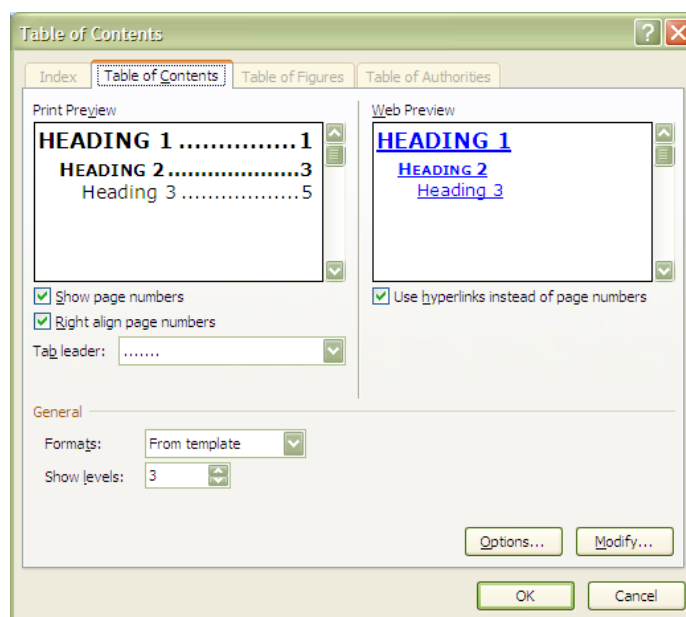 Table of Contents
Index Table of Contents Table of Figures Table of Authorities
Print Preview
HEADING 1 ............... 1
HEADING 2 ..................... 3
Heading 3 ................... 5
Show page numbers
Right align page numbers
Tab leader: .......
Web Preview
HEADING 1
HEADING 2
Heading 3
Use hyperlinks instead of page numbers
General
Formats: From template
Show levels: 3
Options... Modify...
OK Cancel